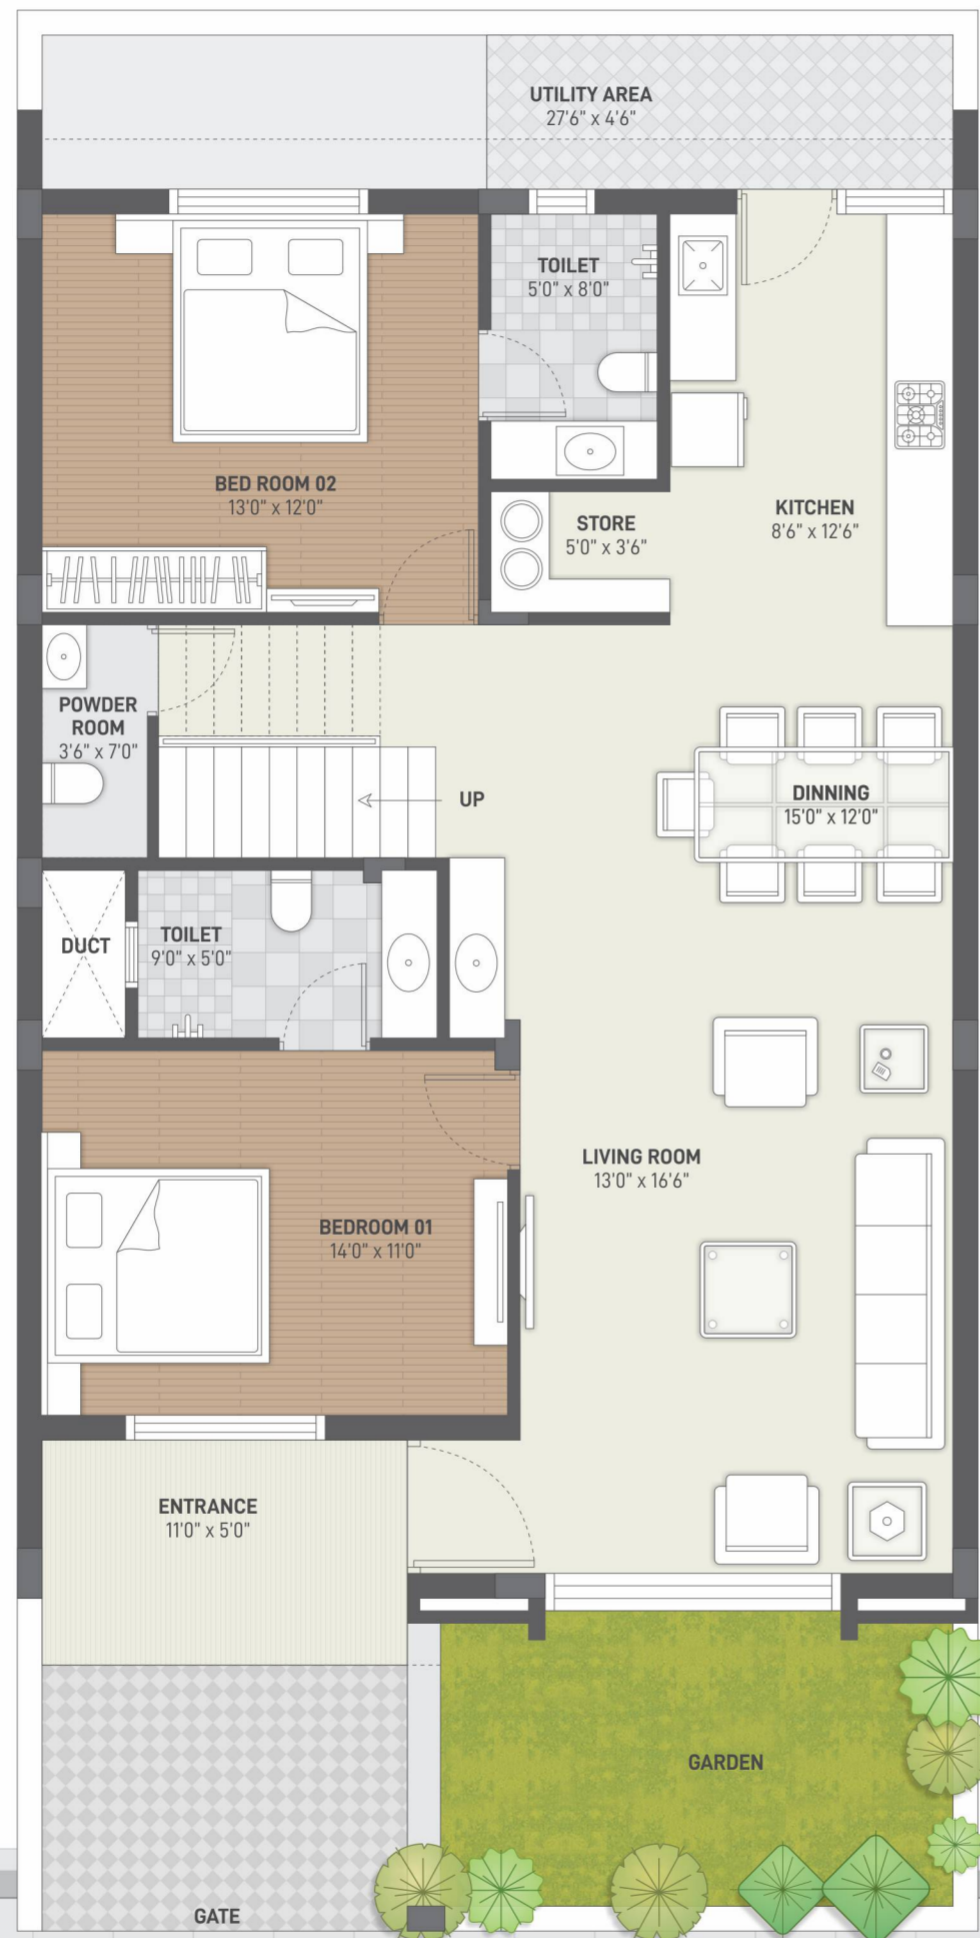 UTILITY AREA
27'6" x 4'6"
TOILET
5'0" x 8'0"
BED ROOM 02
13'0" x 12'0"
STORE
5'0" x 3'6"
KITCHEN
8'6" x 12'6"
POWDER
ROOM
3'6" x 7'0"
UP
DINNING
15'0" x 12'0"
DUCT
TOILET
9'0" x 5'0"
LIVING ROOM
13'0" x 16'6"
BEDROOM 01
14'0" x 11'0"
ENTRANCE
11'0" x 5'0"
GARDEN
GATE